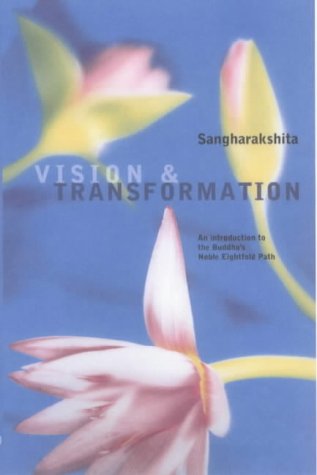 Sangharakshita
VISION &
TRANSFORMATION
An introduction to
the Buddha's
Noble Eightfold Path